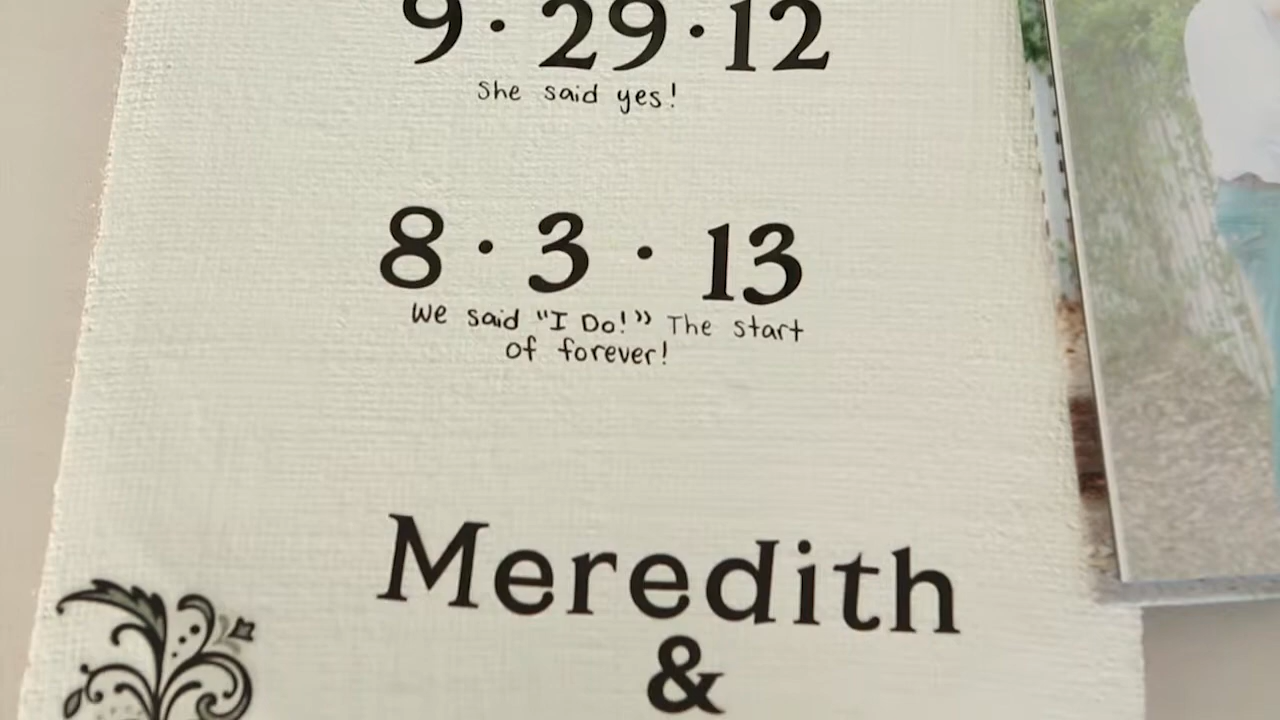 9·29·12
She said yes!
8·3·13
We said "I Do!” The start
of forever!
Meredith
&